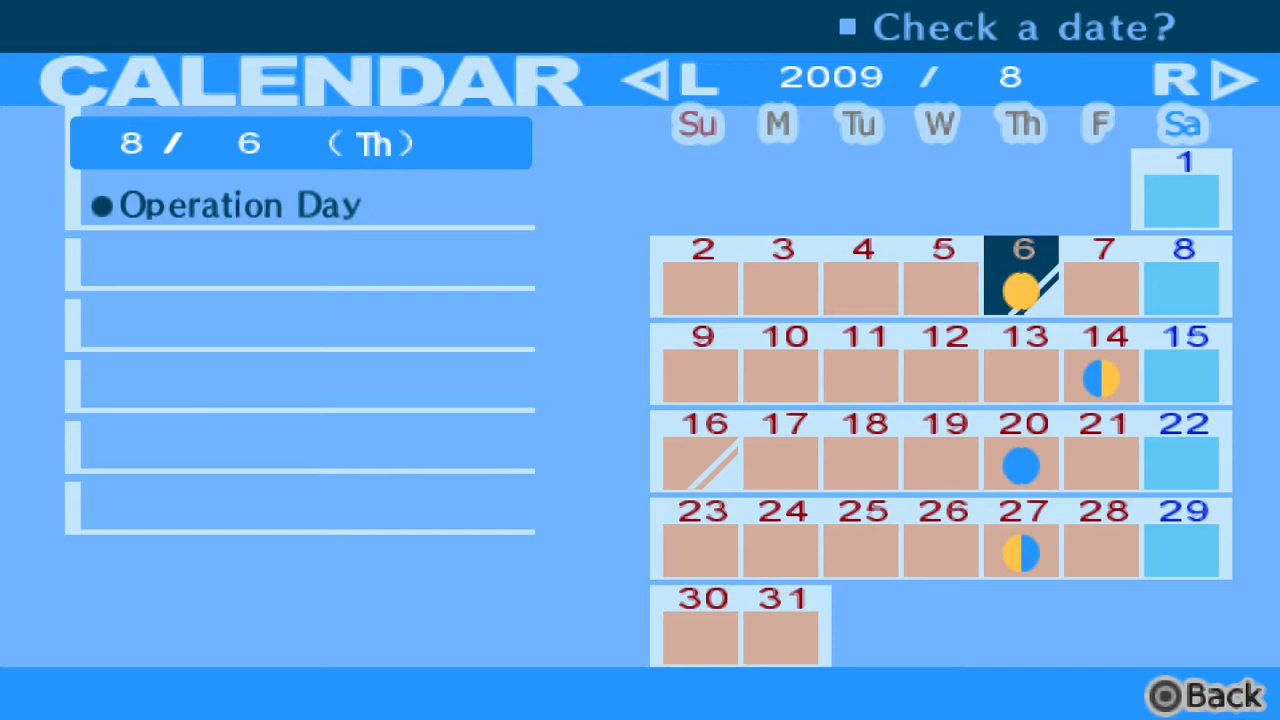 Check a date?
CALENDAR
L 2009 / 8 R
Su M Tu W Th F Sa
8 / 6 (Th)
Operation Day
1
2 3 4 5 6 7 8
9 10 11 12 13 14 15
16 17 18 19 20 21 22
23 24 25 26 27 28 29
30 31
Back